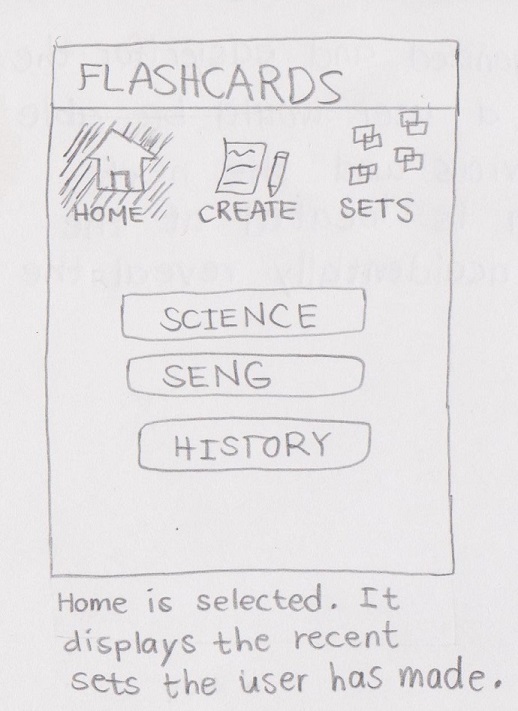 FLASHCARDS
HOME CREATE SETS
SCIENCE
SENG
HISTORY
Home is selected. It
displays the recent
sets the user has made.